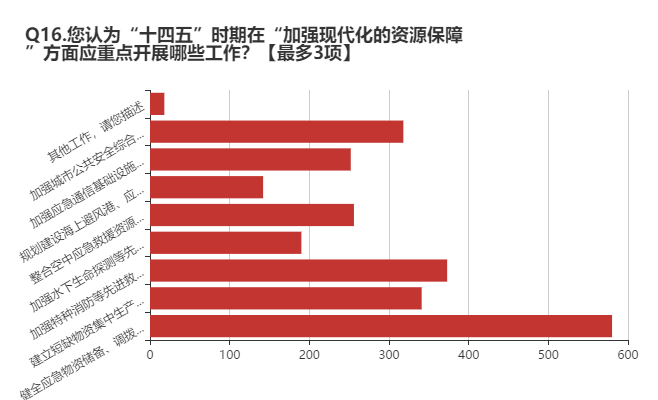 Q16.您认为“十四五”时期在“加强现代化的资源保障
”方面应重点开展哪些工作？【最多3项】
其他工作，请您描述
加强城市公共安全综合...
加强应急通信基础设施...
规划建设海上避风港、应...
整合空中应急救援资源...
加强水下生命探测等先...
加强特种消防等先进救...
建立短缺物资集中生产...
健全应急物资储备、调拨...
0 100 200 300 400 500 600